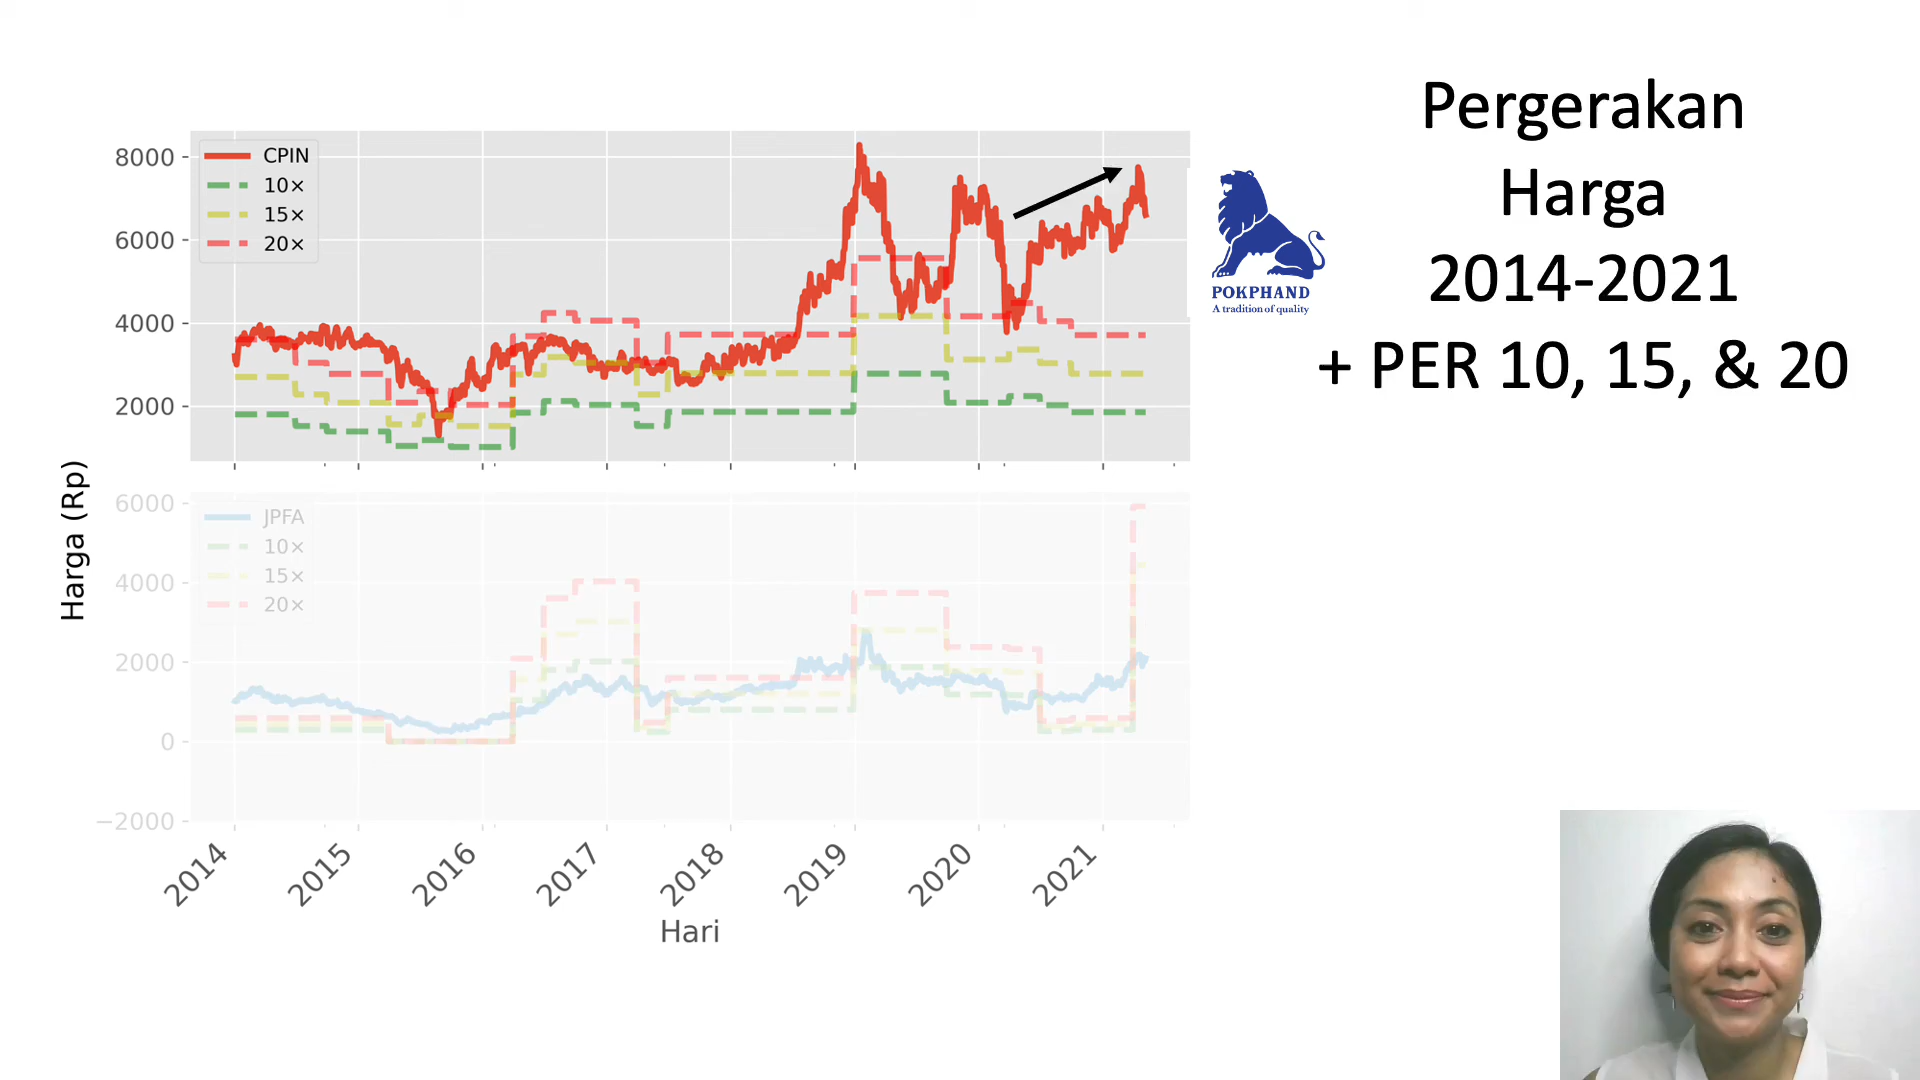 Pergerakan
Harga
2014-2021
+ PER 10, 15, & 20
8000
6000
4000
2000
CPIN
10×
15×
20×
POKPHAND
A tradition of quality
Harga (Rp)
6000
4000
2000
0
−2000
JPFA
10×
15×
20×
2014
2015
2016
2017
2018
2019
2020
2021
Hari